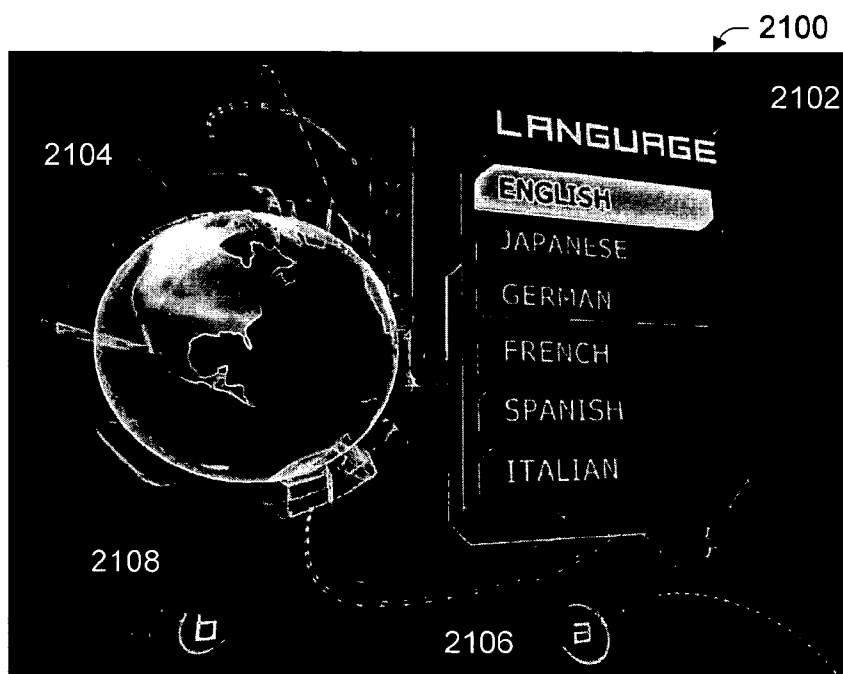 2100
2102
LANGUAGE
2104
ENGLISH
JAPANESE
GERMAN
FRENCH
SPANISH
ITALIAN
2108
b
2106
a